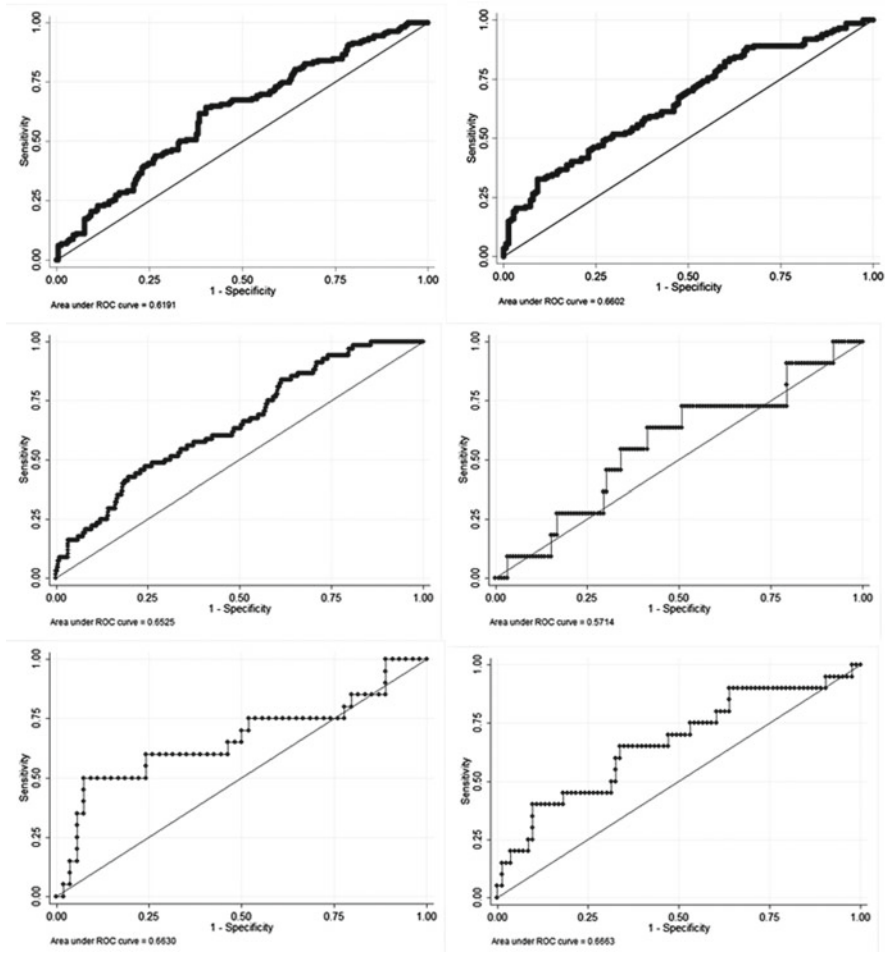 1.00
0.75
0.50
0.25
0.00
Sensitivity
0.00 0.25 0.50 0.75 1.00
1 - Specificity
Area under ROC curve = 0.6191
1.00
0.75
0.50
0.25
0.00
Sensitivity
0.00 0.25 0.50 0.75 1.00
1 - Specificity
Area under ROC curve = 0.6602
1.00
0.75
0.50
0.25
0.00
Sensitivity
0.00 0.25 0.50 0.75 1.00
1 - Specificity
Area under ROC curve = 0.6525
1.00
0.75
0.50
0.25
0.00
Sensitivity
0.00 0.25 0.50 0.75 1.00
1 - Specificity
Area under ROC curve = 0.5714
1.00
0.75
0.50
0.25
0.00
Sensitivity
0.00 0.25 0.50 0.75 1.00
1 - Specificity
Area under ROC curve = 0.6630
1.00
0.75
0.50
0.25
0.00
Sensitivity
0.00 0.25 0.50 0.75 1.00
1 - Specificity
Area under ROC curve = 0.6663